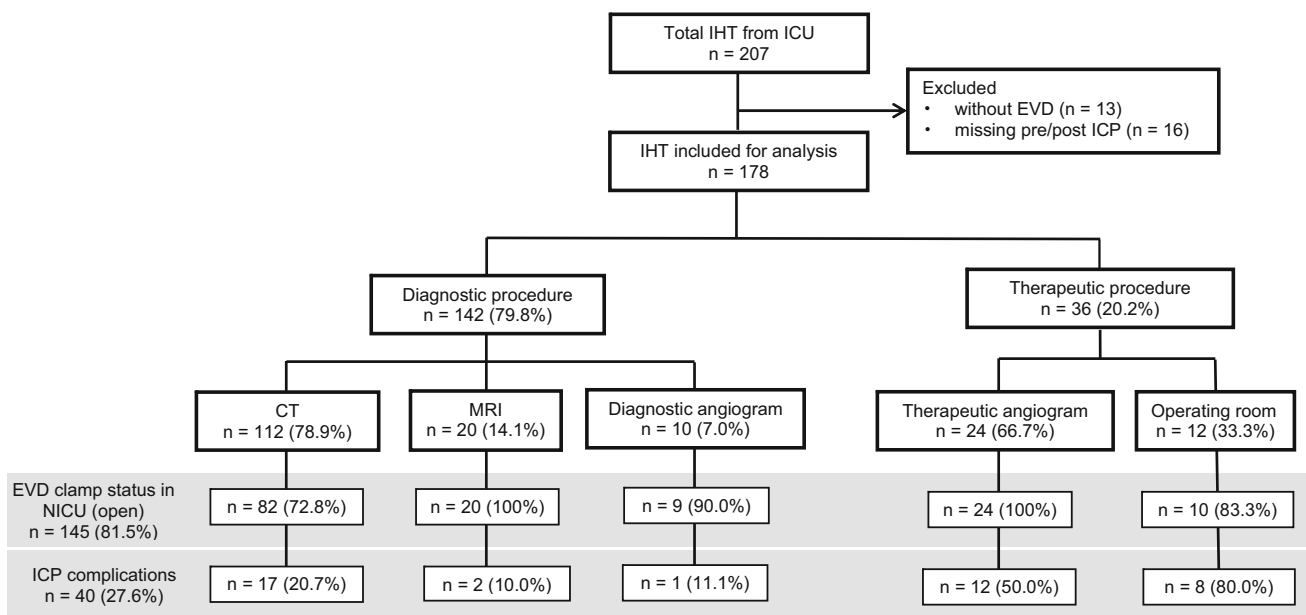 Total IHT from ICU
n = 207
Excluded
• without EVD (n = 13)
• missing pre/post ICP (n = 16)
IHT included for analysis
n = 178
Diagnostic procedure
n = 142 (79.8%)
Therapeutic procedure
n = 36 (20.2%)
CT
n = 112 (78.9%)
MRI
n = 20 (14.1%)
Diagnostic angiogram
n = 10 (7.0%)
Therapeutic angiogram
n = 24 (66.7%)
Operating room
n = 12 (33.3%)
EVD clamp status in
NICU (open)
n = 145 (81.5%)
n = 82 (72.8%)
n = 20 (100%)
n = 9 (90.0%)
n = 24 (100%)
n = 10 (83.3%)
ICP complications
n = 40 (27.6%)
n = 17 (20.7%)
n = 2 (10.0%)
n = 1 (11.1%)
n = 12 (50.0%)
n = 8 (80.0%)